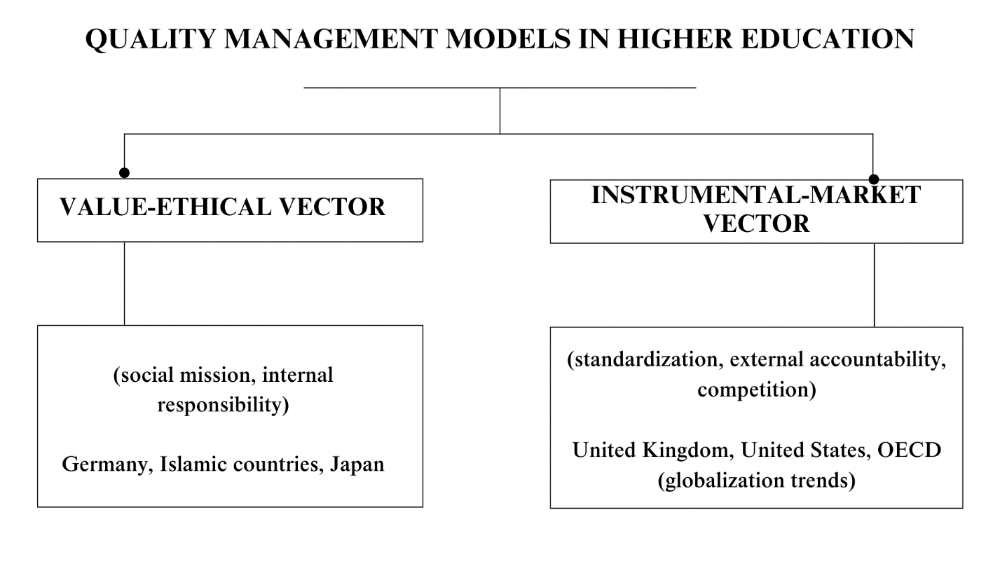 QUALITY MANAGEMENT MODELS IN HIGHER EDUCATION
VALUE-ETHICAL VECTOR
INSTRUMENTAL-MARKET
VECTOR
(social mission, internal
responsibility)
Germany, Islamic countries, Japan
(standardization, external accountability,
competition)
United Kingdom, United States, OECD
(globalization trends)